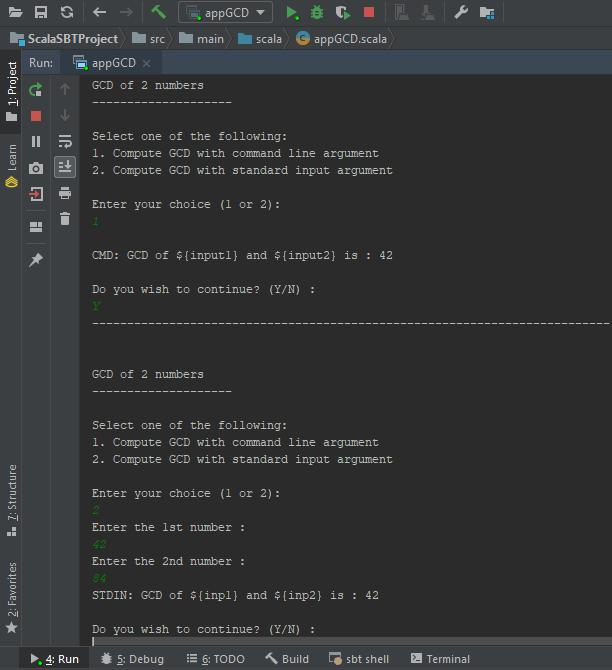 appGCD
ScalaSBTProject src main scala appGCD.scala
Run: appGCD
1: Project
Learn
7: Structure
2: Favorites
GCD of 2 numbers
--------------------
Select one of the following:
1. Compute GCD with command line argument
2. Compute GCD with standard input argument
Enter your choice (1 or 2):
1
CMD: GCD of ${input1} and ${input2} is : 42
Do you wish to continue? (Y/N) :
Y
--------------------------------------------------------------------------
GCD of 2 numbers
--------------------
Select one of the following:
1. Compute GCD with command line argument
2. Compute GCD with standard input argument
Enter your choice (1 or 2):
2
Enter the 1st number :
42
Enter the 2nd number :
84
STDIN: GCD of ${inp1} and ${inp2} is : 42
Do you wish to continue? (Y/N) :
4: Run 5: Debug 6: TODO Build sbt shell Terminal